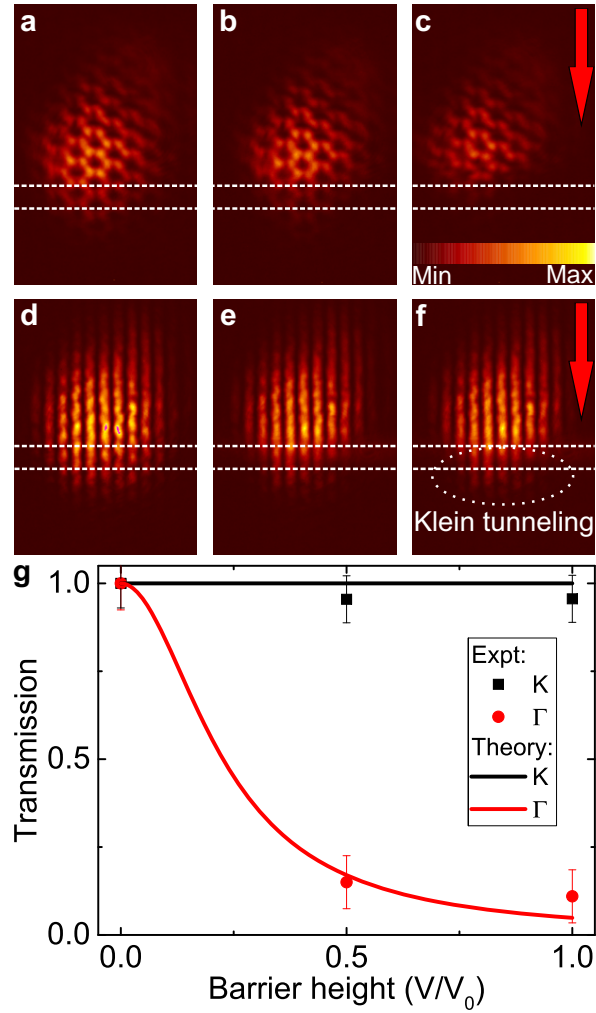 a b c
Min Max
d e f
Klein tunneling
g
1.0
0.5
0.0
Transmission
Expt:
K
Γ
Theory:
K
Γ
0.0 0.5 1.0
Barrier height (V/V₀)